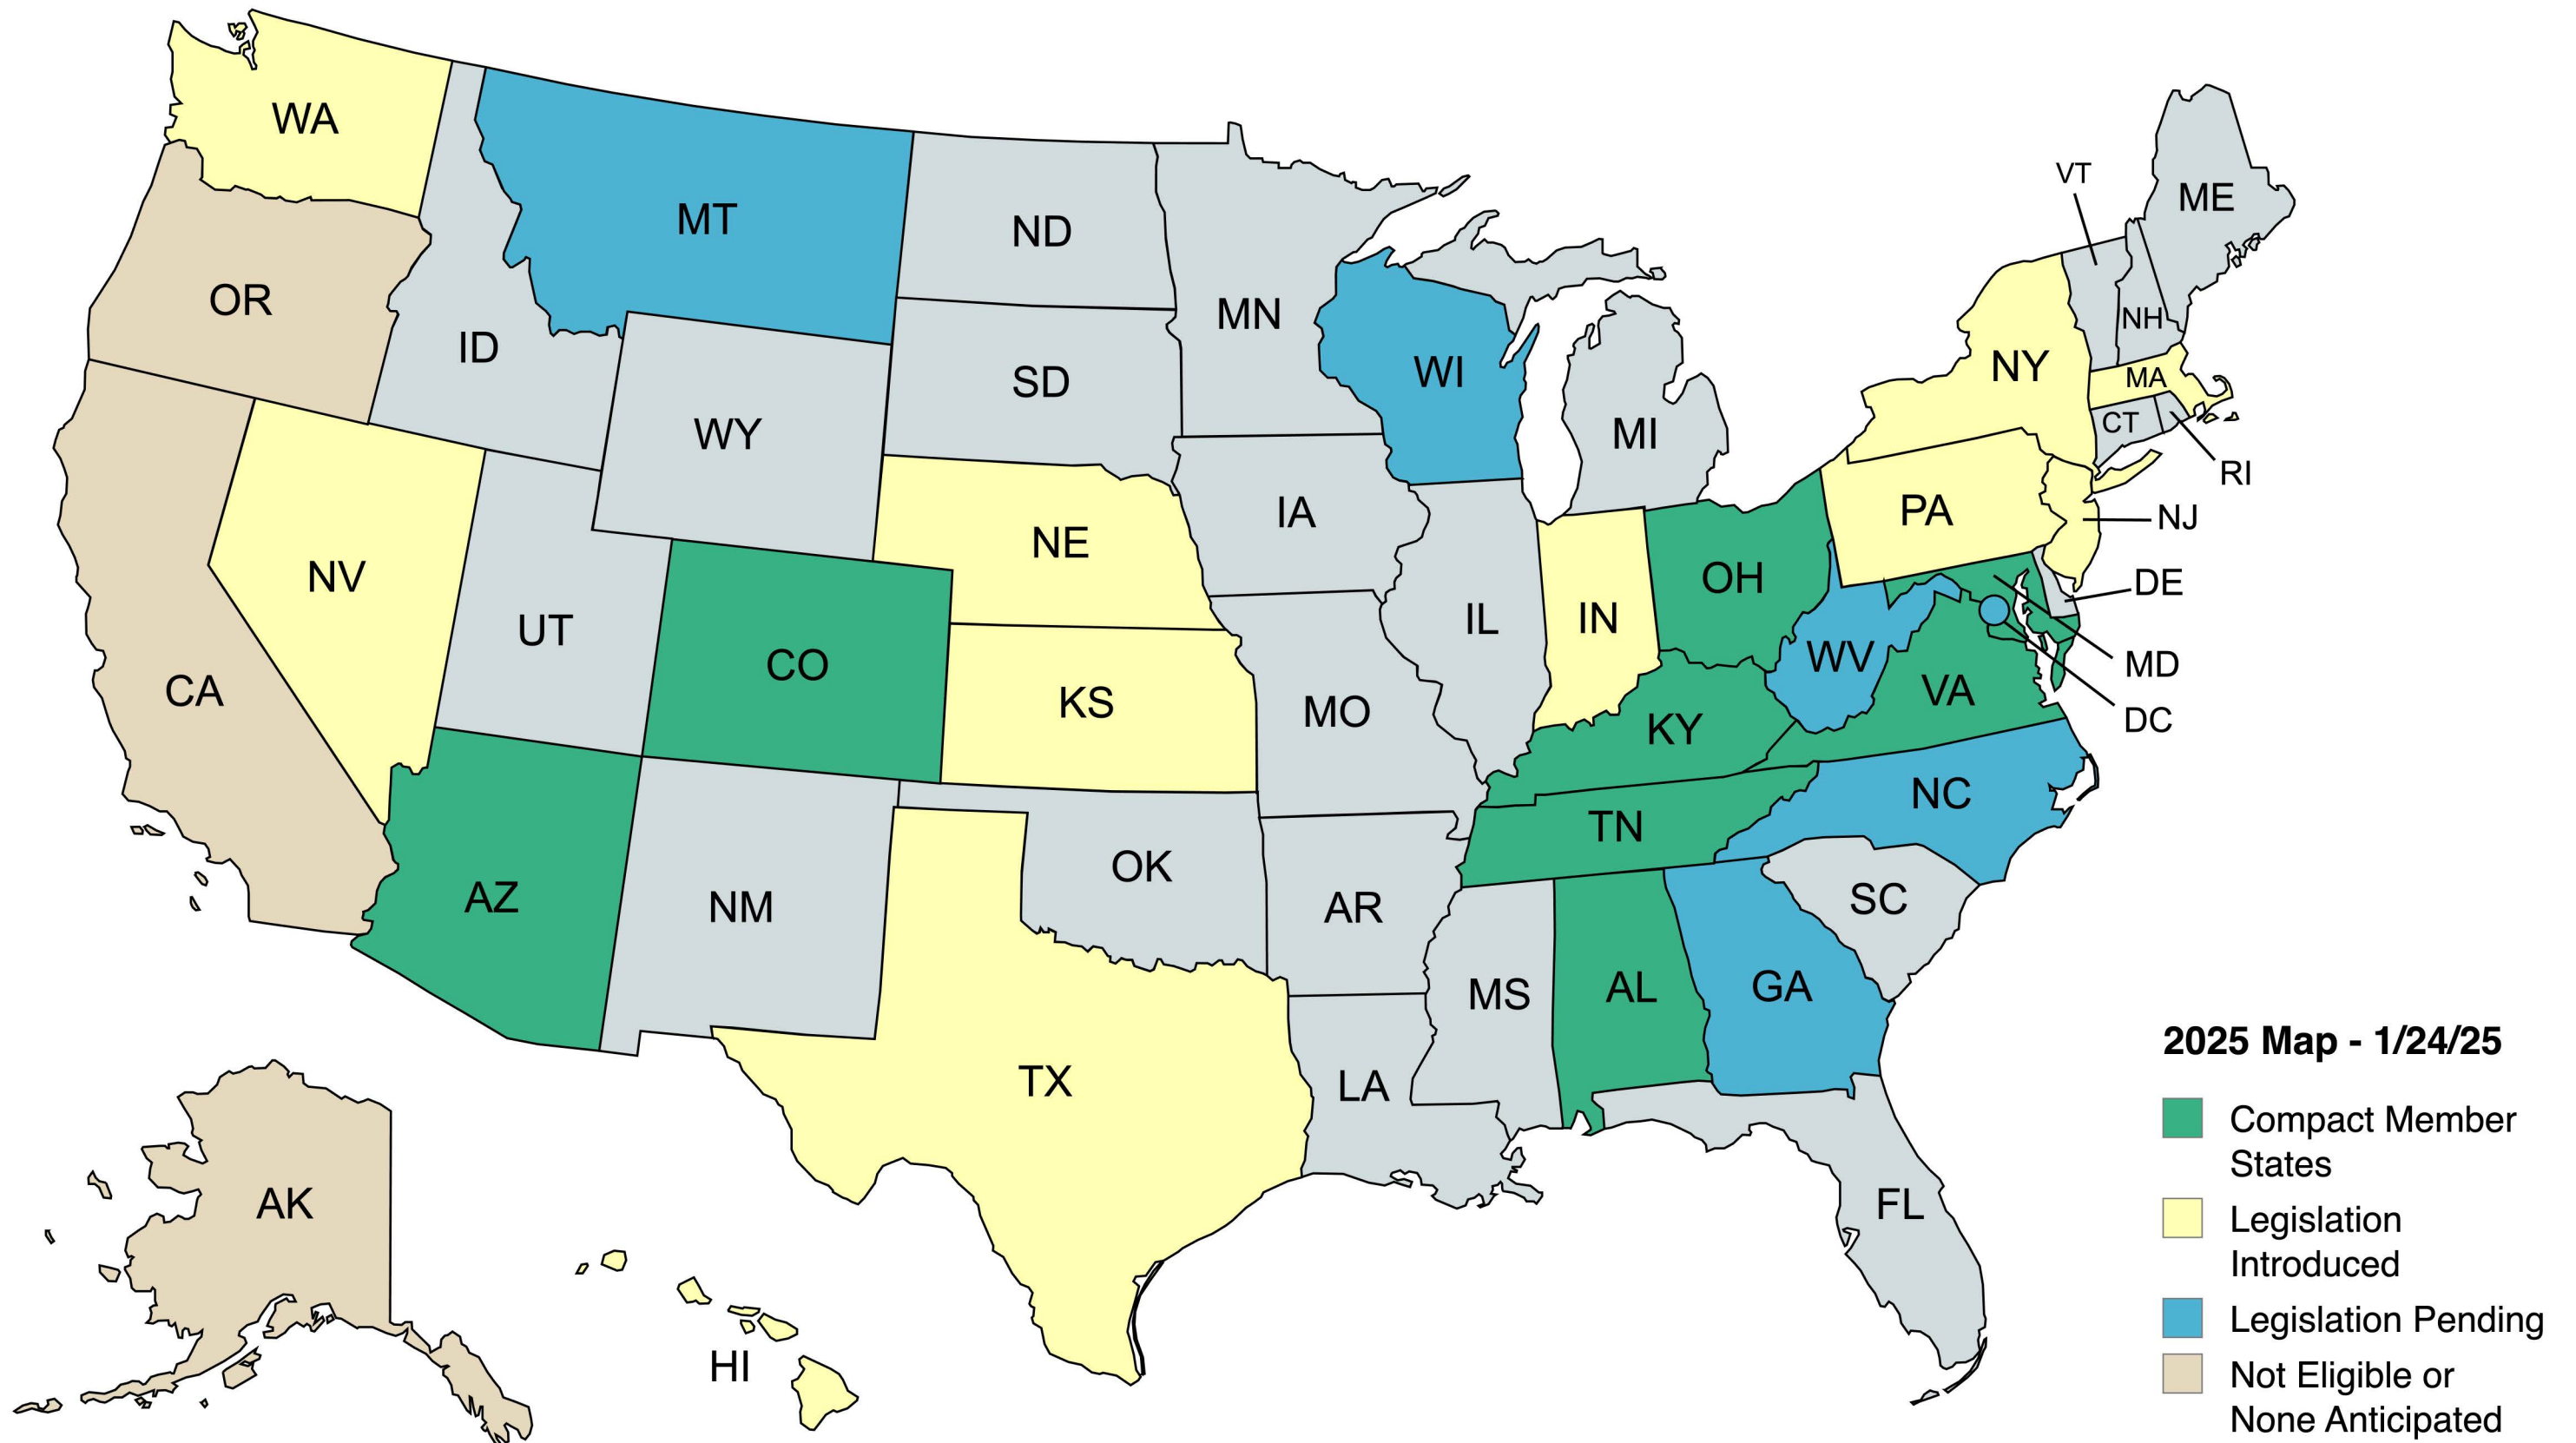 WA
MT
ND
MN
VT
ME
OR
ID
SD
WI
NH
NY
MA
WY
MI
CT
RI
IA
PA
NJ
NE
NV
OH
DE
UT
IL
IN
CO
WV
MD
CA
KS
MO
VA
DC
KY
NC
TN
OK
AZ
NM
AR
SC
MS
AL
GA
TX
LA
AK
FL
HI
2025 Map - 1/24/25
Compact Member
States
Legislation
Introduced
Legislation Pending
Not Eligible or
None Anticipated